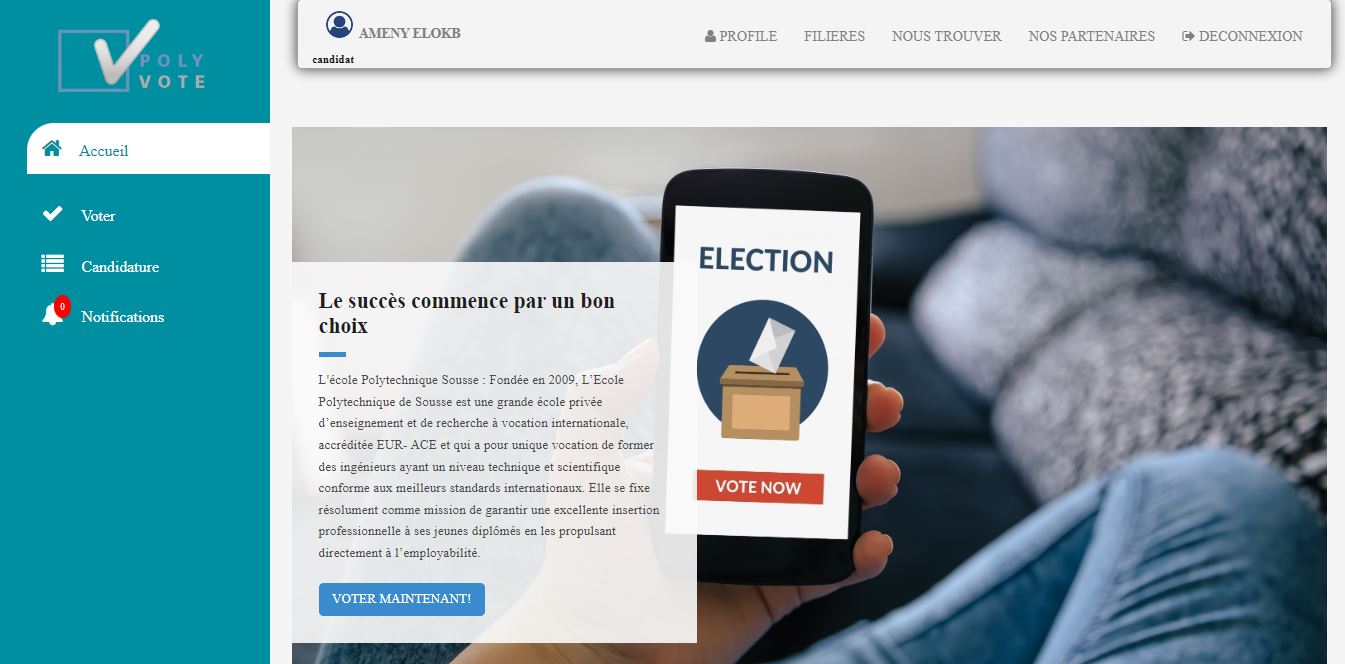 POLY
VOTE
Accueil
Voter
Candidature
0
Notifications
AMENY ELOKB
candidat
PROFILE
FILIERES
NOUS TROUVER
NOS PARTENAIRES
DECONNEXION
Le succès commence par un bon
choix
L'école Polytechnique Sousse : Fondée en 2009, L’Ecole
Polytechnique de Sousse est une grande école privée
d’enseignement et de recherche à vocation internationale,
accréditée EUR- ACE et qui a pour unique vocation de former
des ingénieurs ayant un niveau technique et scientifique
conforme aux meilleurs standards internationaux. Elle se fixe
résolument comme mission de garantir une excellente insertion
professionnelle à ses jeunes diplômés en les propulsant
directement à l’employabilité.
VOTER MAINTENANT!
ELECTION
VOTE NOW